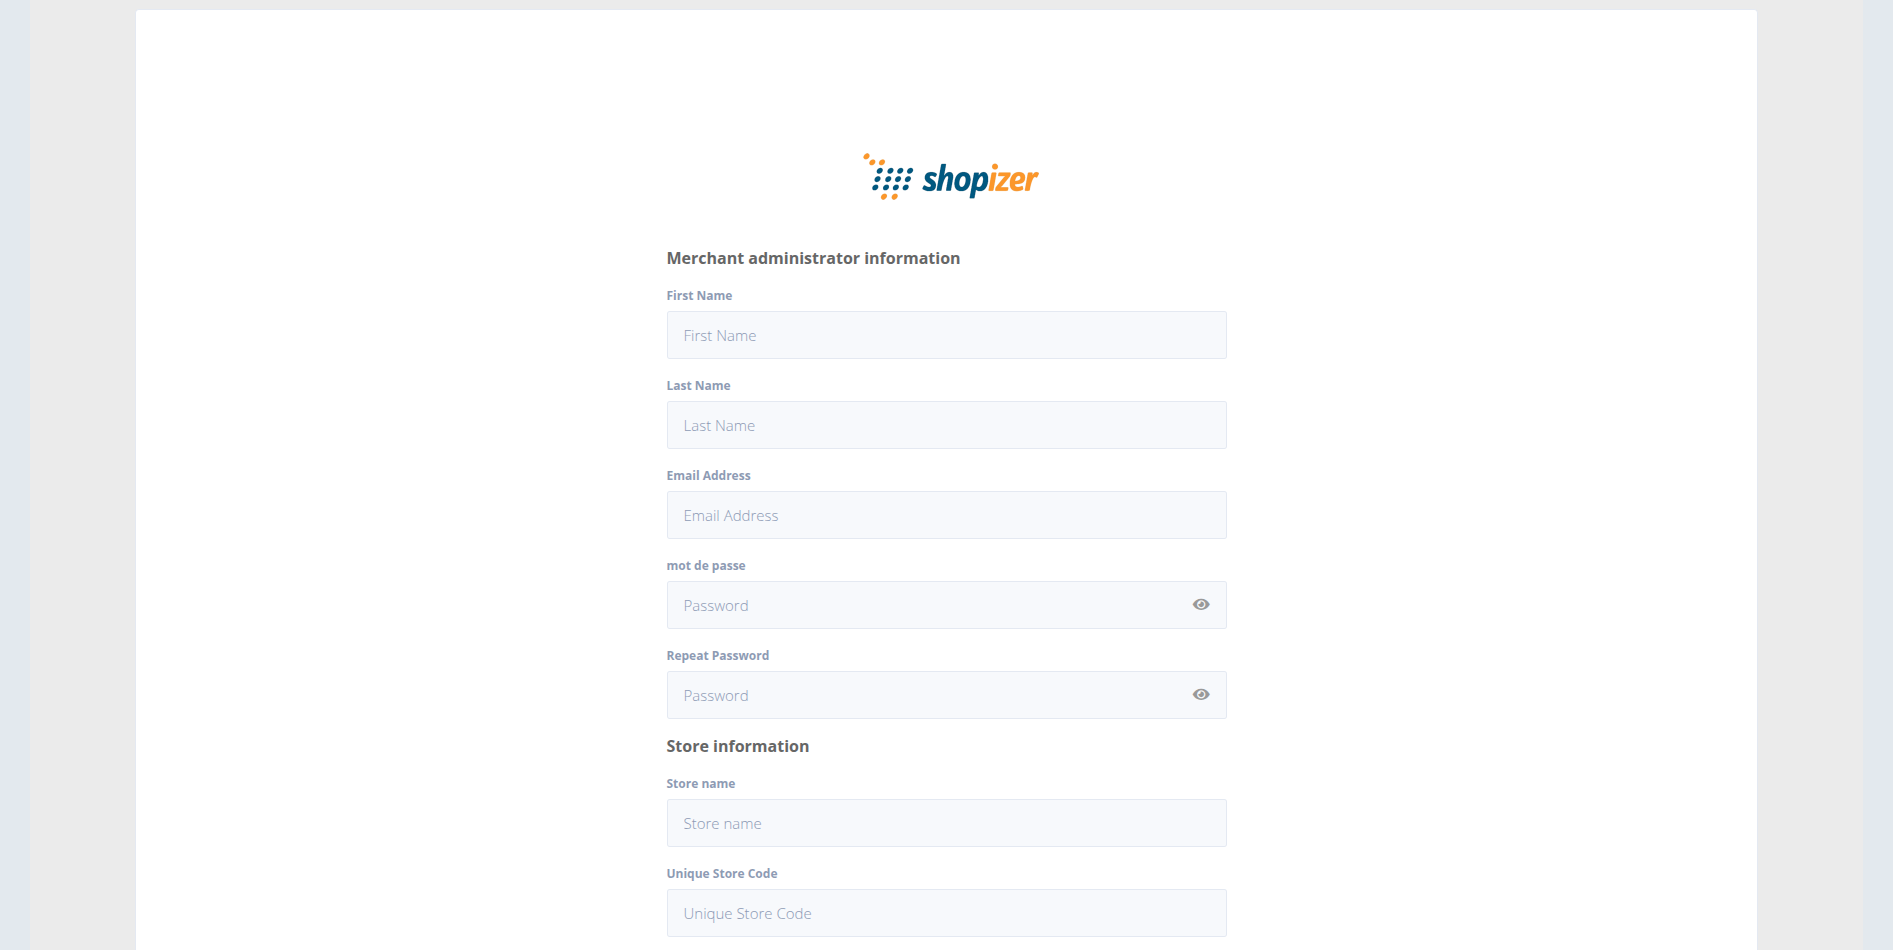 shopizer
Merchant administrator information
First Name
First Name
Last Name
Last Name
Email Address
Email Address
mot de passe
Password
Repeat Password
Password
Store information
Store name
Store name
Unique Store Code
Unique Store Code